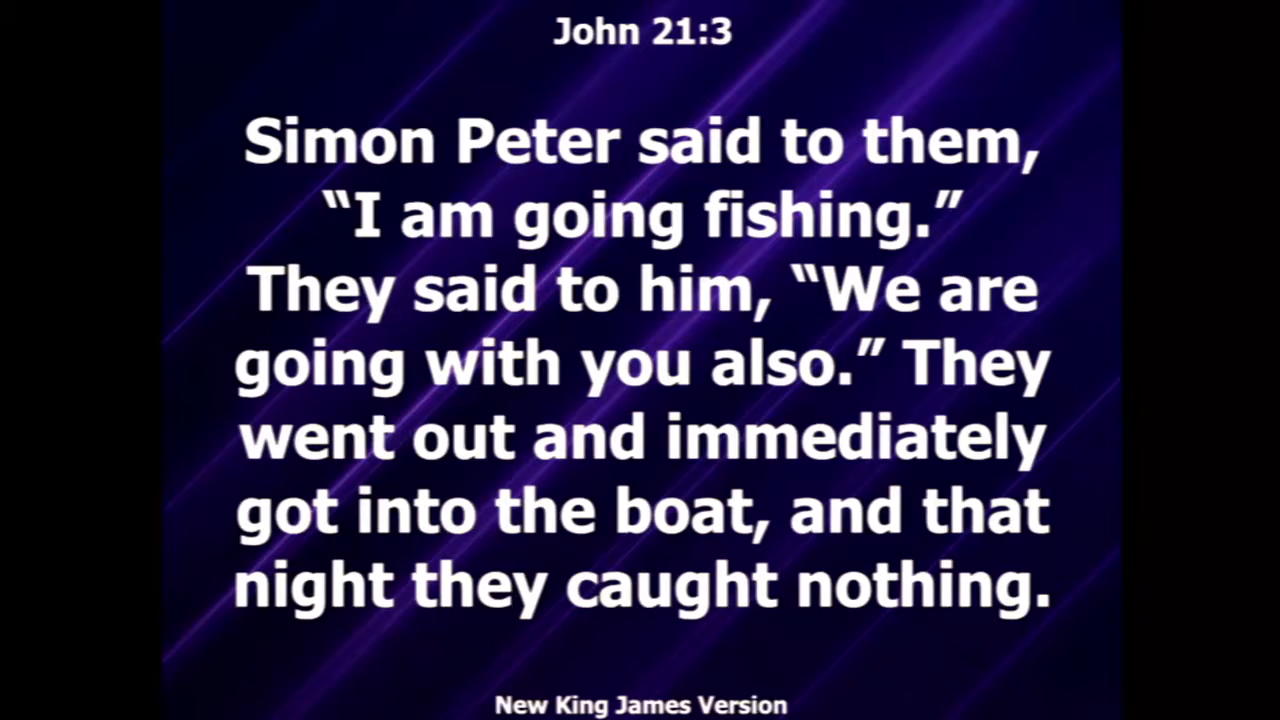 John 21:3
Simon Peter said to them,
“I am going fishing.”
They said to him, “We are
going with you also.” They
went out and immediately
got into the boat, and that
night they caught nothing.
New King James Version